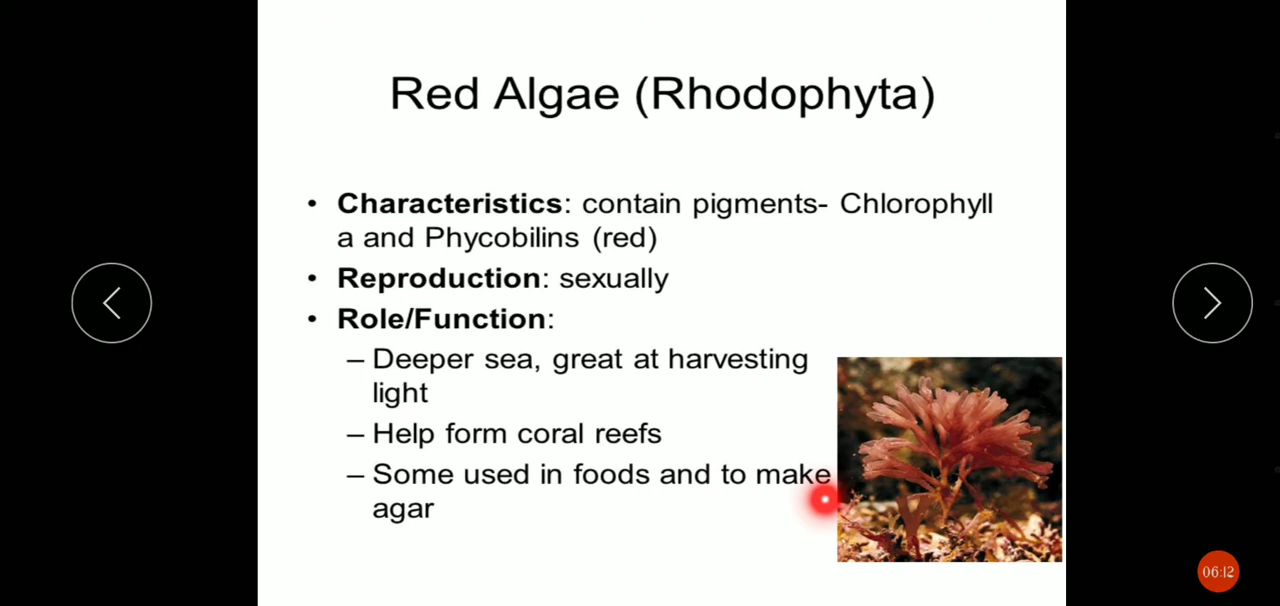 Red Algae (Rhodophyta)
• Characteristics: contain pigments- Chlorophyll
a and Phycobilins (red)
• Reproduction: sexually
• Role/Function:
– Deeper sea, great at harvesting
light
– Help form coral reefs
– Some used in foods and to make
agar
06:12